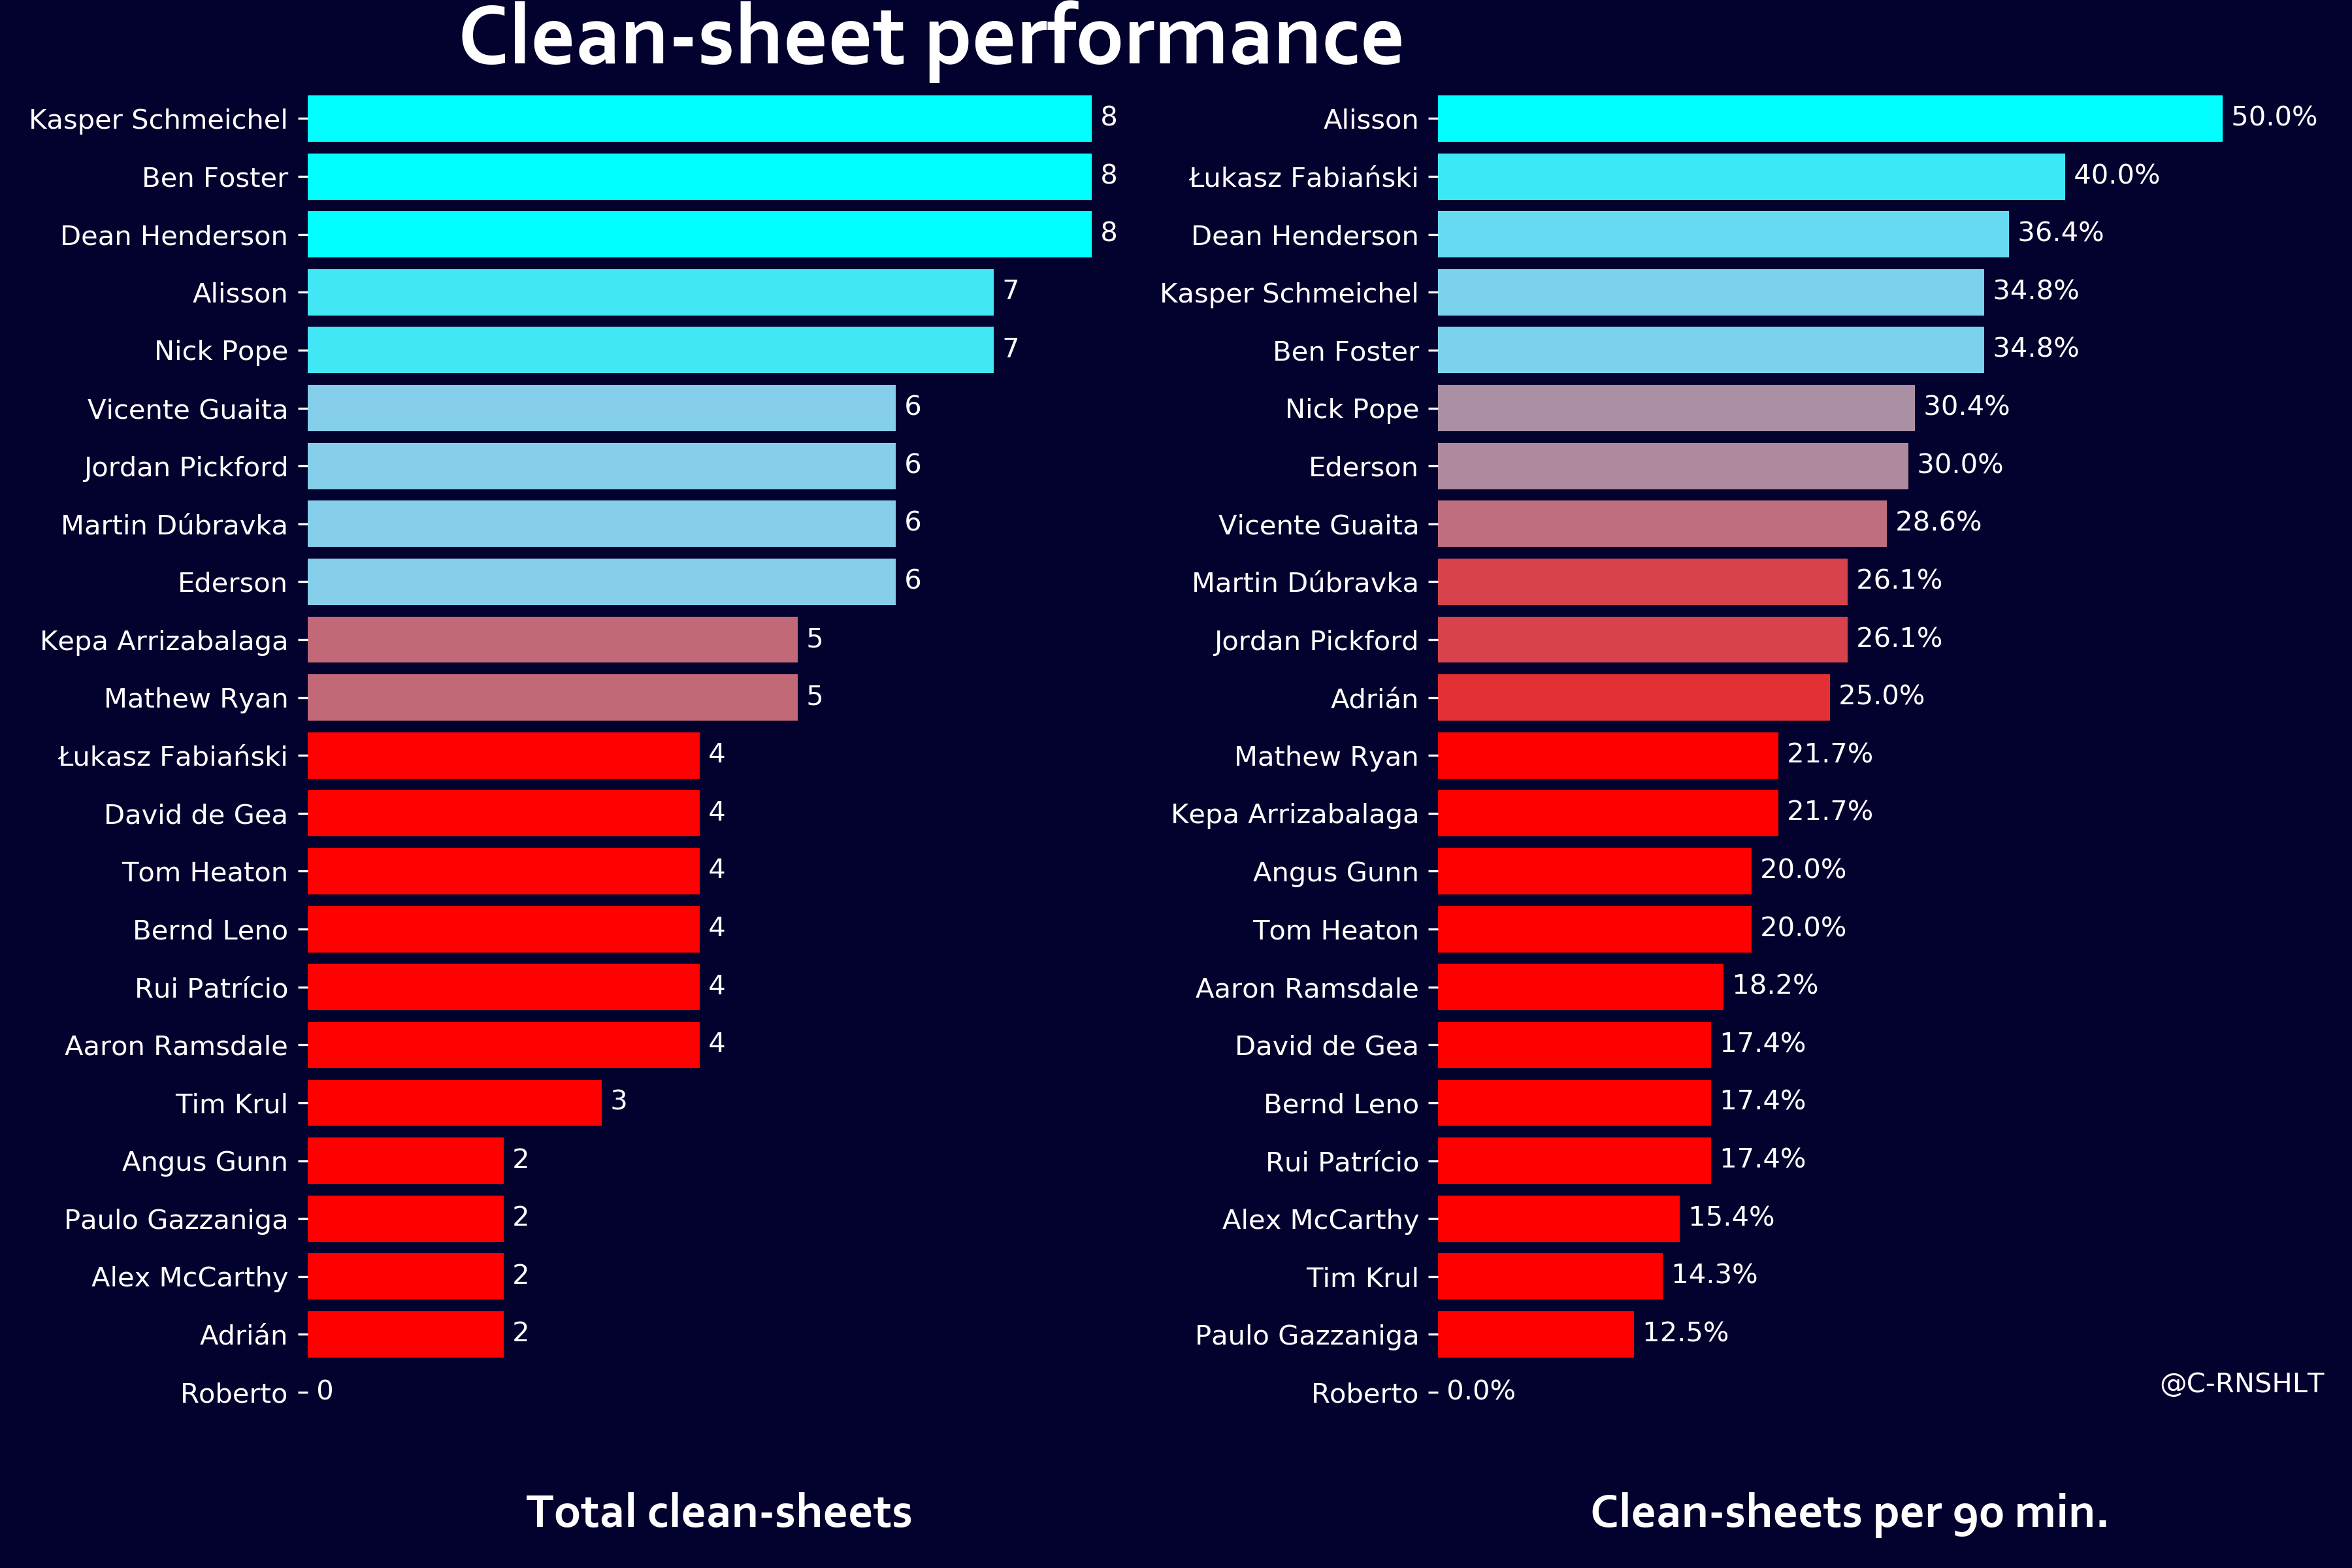 Clean-sheet performance
Kasper Schmeichel 8
Ben Foster 8
Dean Henderson 8
Alisson 7
Nick Pope 7
Vicente Guaita 6
Jordan Pickford 6
Martin Dúbravka 6
Ederson 6
Kepa Arrizabalaga 5
Mathew Ryan 5
Łukasz Fabiański 4
David de Gea 4
Tom Heaton 4
Bernd Leno 4
Rui Patrício 4
Aaron Ramsdale 4
Tim Krul 3
Angus Gunn 2
Paulo Gazzaniga 2
Alex McCarthy 2
Adrián 2
Roberto 0
Total clean-sheets
Alisson 50.0%
Łukasz Fabiański 40.0%
Dean Henderson 36.4%
Kasper Schmeichel 34.8%
Ben Foster 34.8%
Nick Pope 30.4%
Ederson 30.0%
Vicente Guaita 28.6%
Martin Dúbravka 26.1%
Jordan Pickford 26.1%
Adrián 25.0%
Mathew Ryan 21.7%
Kepa Arrizabalaga 21.7%
Angus Gunn 20.0%
Tom Heaton 20.0%
Aaron Ramsdale 18.2%
David de Gea 17.4%
Bernd Leno 17.4%
Rui Patrício 17.4%
Alex McCarthy 15.4%
Tim Krul 14.3%
Paulo Gazzaniga 12.5%
Roberto 0.0%
@C-RNSHLT
Clean-sheets per 90 min.